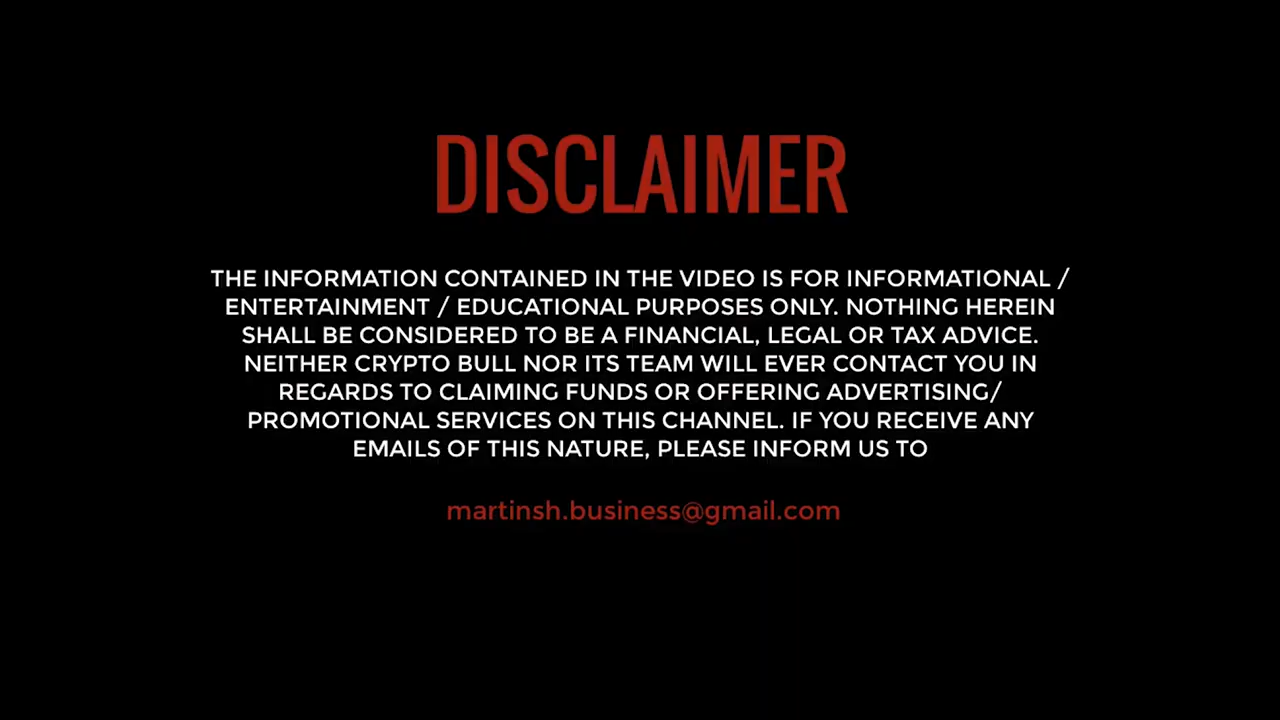 DISCLAIMER
THE INFORMATION CONTAINED IN THE VIDEO IS FOR INFORMATIONAL /
ENTERTAINMENT / EDUCATIONAL PURPOSES ONLY. NOTHING HEREIN
SHALL BE CONSIDERED TO BE A FINANCIAL, LEGAL OR TAX ADVICE.
NEITHER CRYPTO BULL NOR ITS TEAM WILL EVER CONTACT YOU IN
REGARDS TO CLAIMING FUNDS OR OFFERING ADVERTISING/
PROMOTIONAL SERVICES ON THIS CHANNEL. IF YOU RECEIVE ANY
EMAILS OF THIS NATURE, PLEASE INFORM US TO
martinsh.business@gmail.com